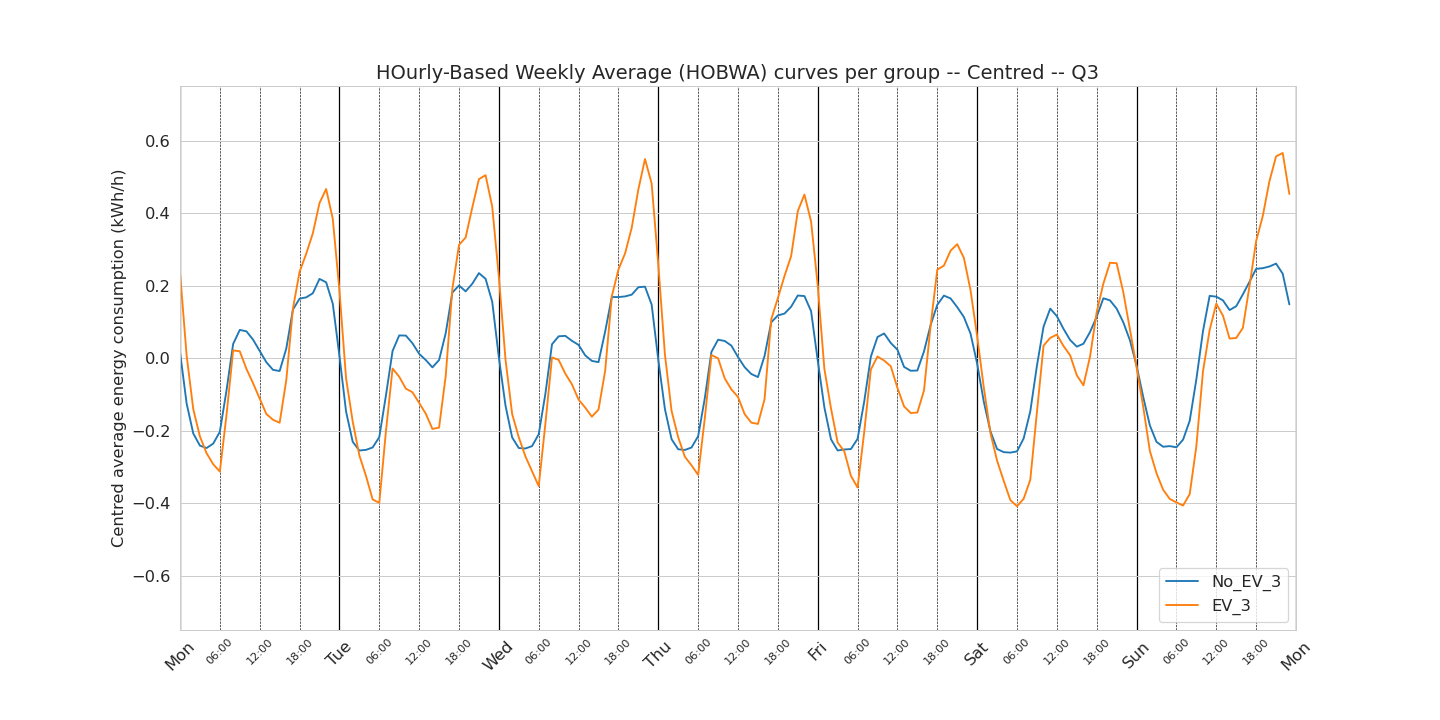 HOurly-Based Weekly Average (HOBWA) curves per group -- Centred -- Q3
Centred average energy consumption (kWh/h)
0.6
0.4
0.2
0.0
−0.2
−0.4
−0.6
No_EV_3
EV_3
Mon 06:00 12:00 18:00 Tue 06:00 12:00 18:00 Wed 06:00 12:00 18:00 Thu 06:00 12:00 18:00 Fri 06:00 12:00 18:00 Sat 06:00 12:00 18:00 Sun 06:00 12:00 18:00 Mon